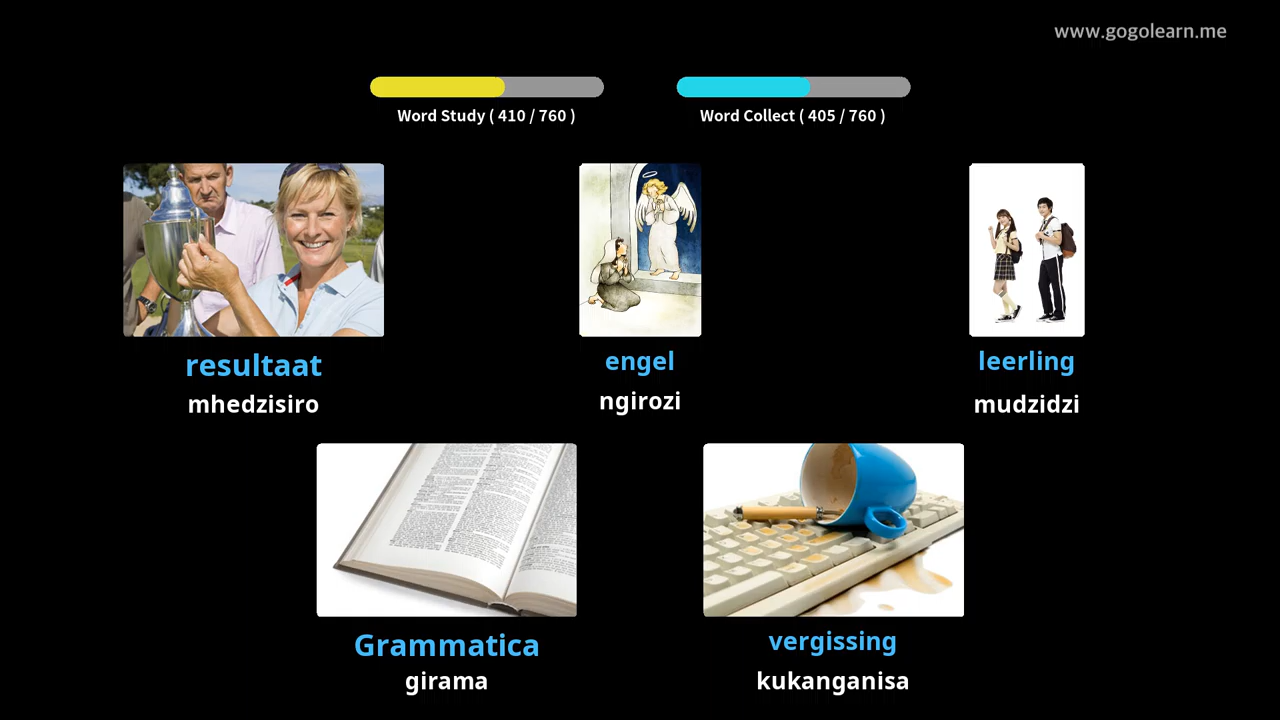 www.gogolearn.me
Word Study ( 410 / 760 )
Word Collect ( 405 / 760 )
resultaat
mhedzisiro
engel
ngirozi
leerling
mudzidzi
Grammatica
girama
vergissing
kukanganisa